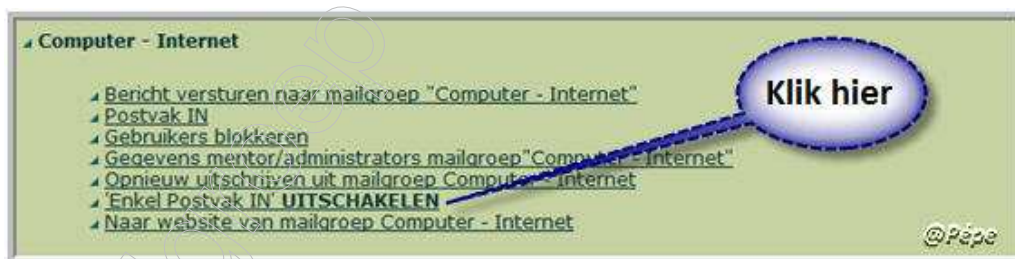 Computer - Internet
Bericht versturen naar mailgroep "Computer - Internet"
Postvak IN
Gebruikers blokkeren
Gegevens mentor/administrators mailgroep"Computer - Internet"
Opnieuw uitschrijven uit mailgroep Computer - Internet
'Enkel Postvak IN' UITSCHAKELEN
Naar website van mailgroep Computer - Internet
Klik hier
@Pépe